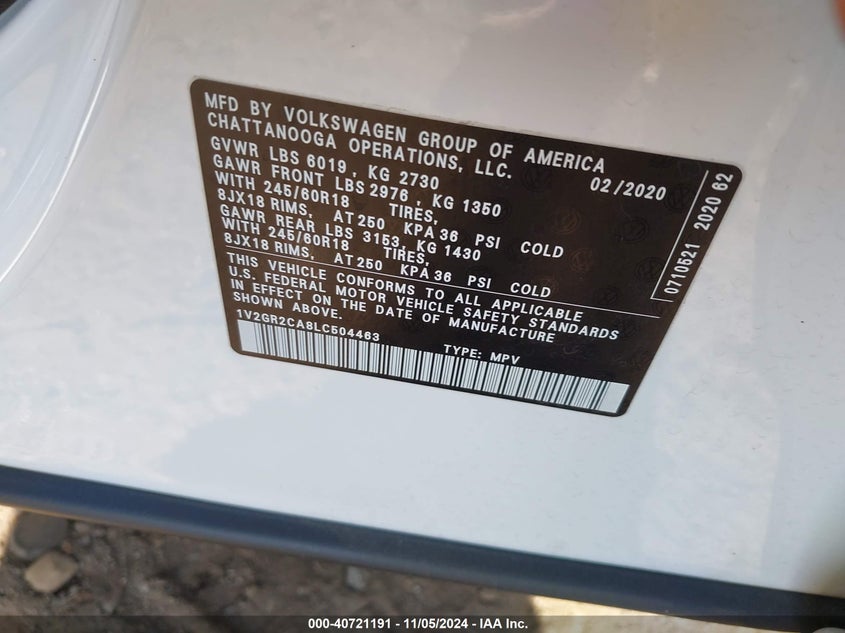 MFD BY VOLKSWAGEN GROUP OF AMERICA
CHATTANOOGA OPERATIONS, LLC.
GVWR LBS 6019, KG 2730 02/2020
GAWR FRONT LBS 2976, KG 1350
WITH 245/60R18 TIRES,
8JX18 RIMS, AT 250 KPA 36 PSI COLD
GAWR REAR LBS 3153, KG 1430
WITH 245/60R18 TIRES,
8JX18 RIMS, AT 250 KPA 36 PSI COLD
THIS VEHICLE CONFORMS TO ALL APPLICABLE
U.S. FEDERAL MOTOR VEHICLE SAFETY STANDARDS
IN EFFECT ON THE DATE OF MANUFACTURE
SHOWN ABOVE.
1V2GR2CA8LC504463 TYPE: MPV
0710521 2020 62
000-40721191 - 11/05/2024 - IAA Inc.